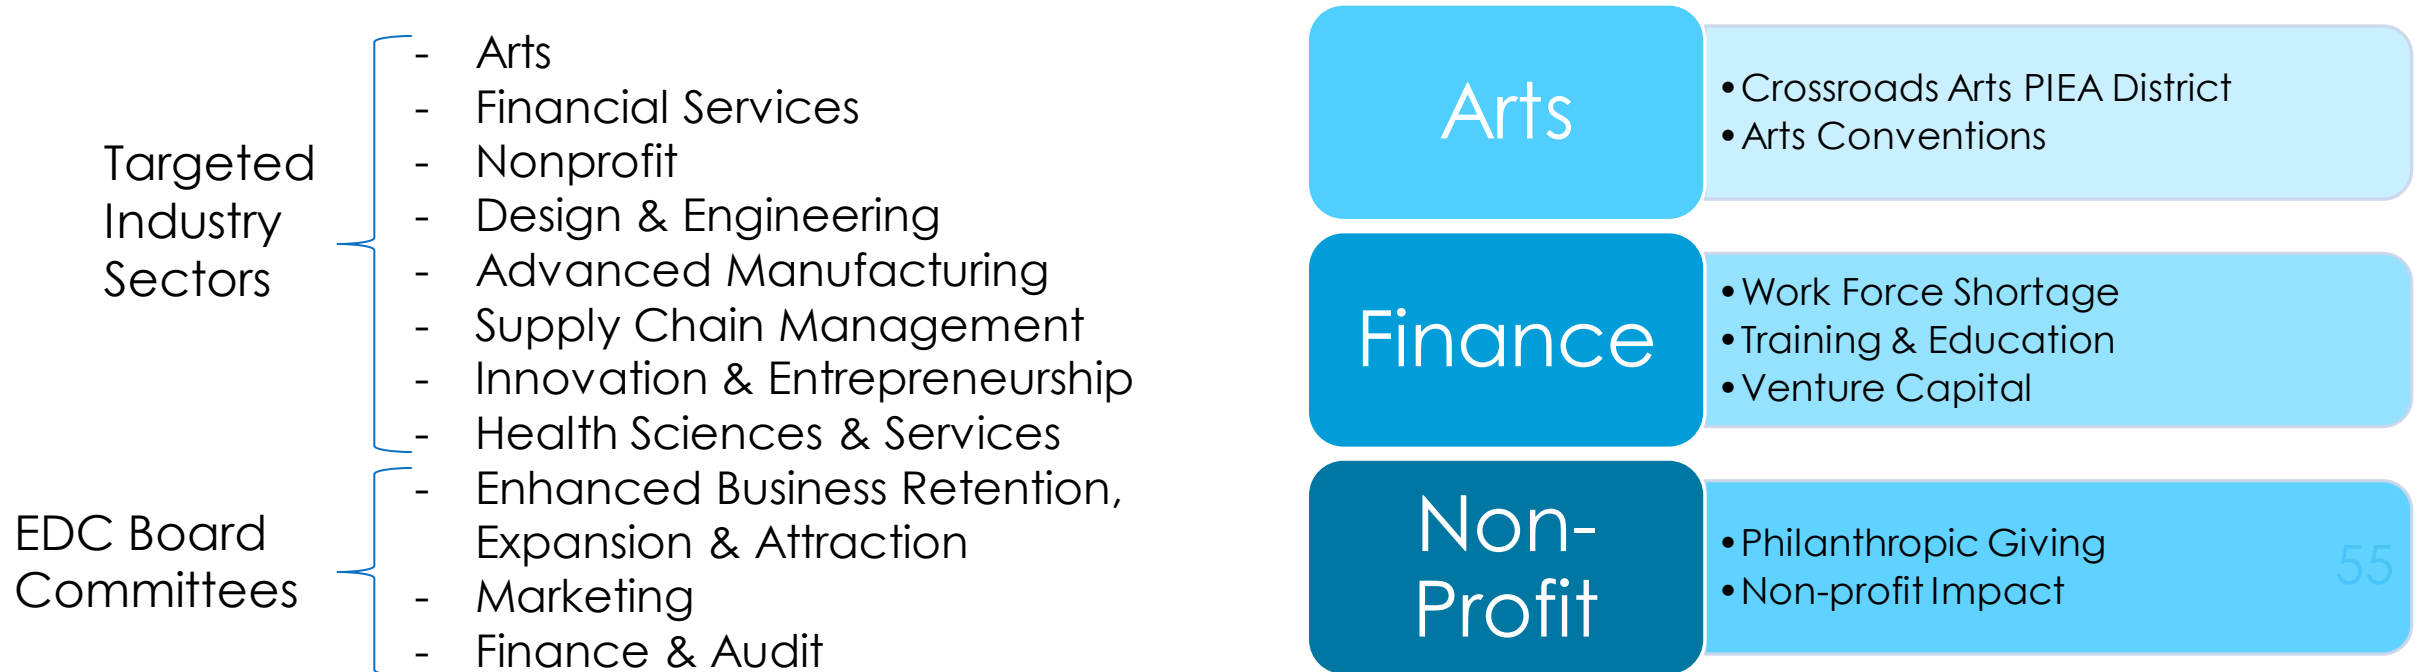 Targeted
Industry
Sectors
- Arts
- Financial Services
- Nonprofit
- Design & Engineering
- Advanced Manufacturing
- Supply Chain Management
- Innovation & Entrepreneurship
- Health Sciences & Services
EDC Board
Committees
- Enhanced Business Retention,
Expansion & Attraction
- Marketing
- Finance & Audit
Arts
•Crossroads Arts PIEA District
•Arts Conventions
Finance
•Work Force Shortage
•Training & Education
•Venture Capital
Non-
Profit
•Philanthropic Giving
•Non-profit Impact
55